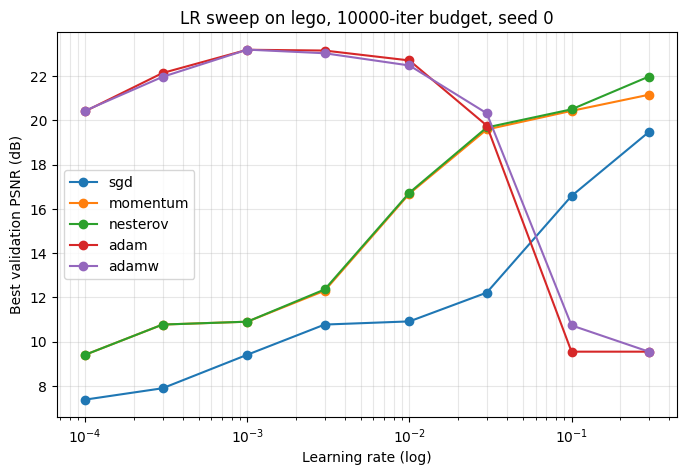 LR sweep on lego, 10000-iter budget, seed 0
Best validation PSNR (dB)
22
20
18
16
14
12
10
8
sgd
momentum
nesterov
adam
adamw
10⁻⁴
10⁻³
10⁻²
10⁻¹
Learning rate (log)